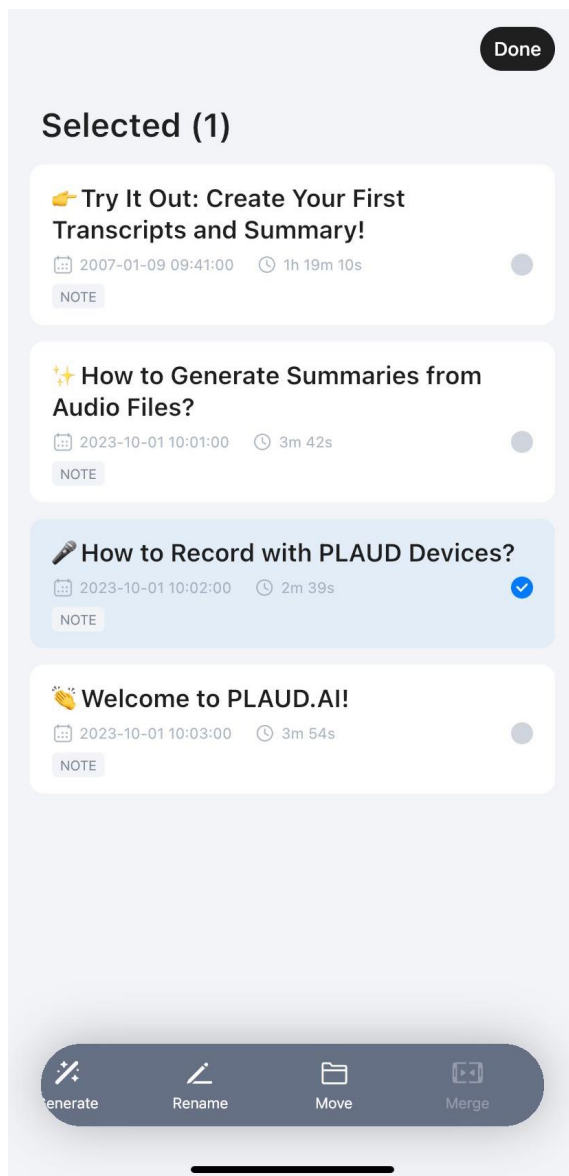 Done
Selected (1)
👉Try It Out: Create Your First
Transcripts and Summary!
2007-01-09 09:41:00 1h 19m 10s
NOTE
✨How to Generate Summaries from
Audio Files?
2023-10-01 10:01:00 3m 42s
NOTE
🎤How to Record with PLAUD Devices?
2023-10-01 10:02:00 2m 39s
NOTE
👏Welcome to PLAUD.AI!
2023-10-01 10:03:00 3m 54s
NOTE
enerate Rename Move Merge